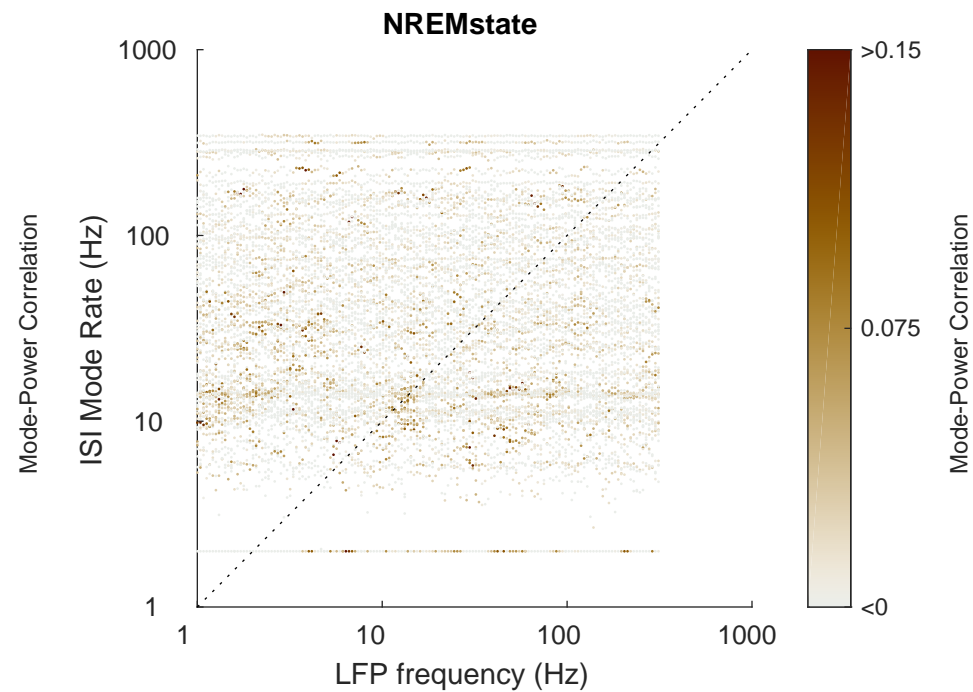 NREMstate
1000
100
10
1
ISI Mode Rate (Hz)
Mode-Power Correlation
1
10
100
1000
LFP frequency (Hz)
>0.15
0.075
<0
Mode-Power Correlation